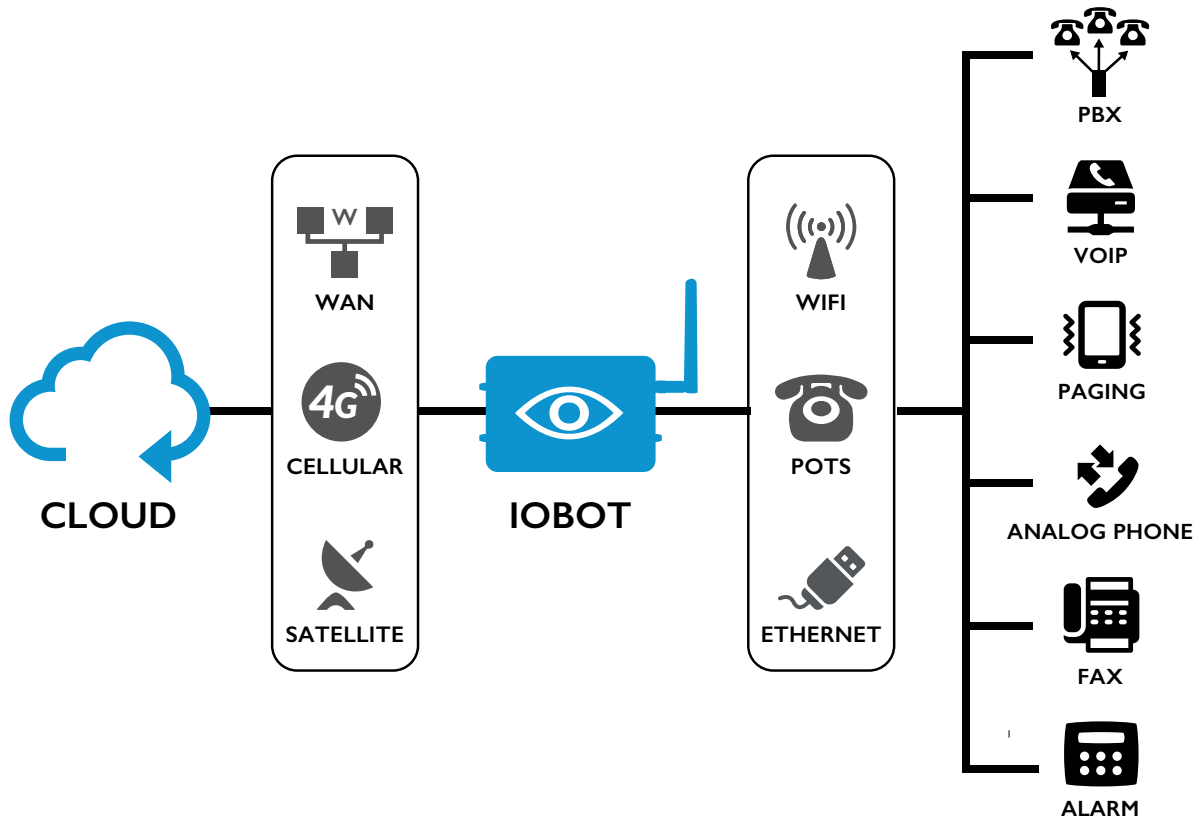 PBX
W
WAN
4G
CELLULAR
SATELLITE
CLOUD
IOBOT
WIFI
POTS
ETHERNET
VOIP
PAGING
ANALOG PHONE
FAX
ALARM